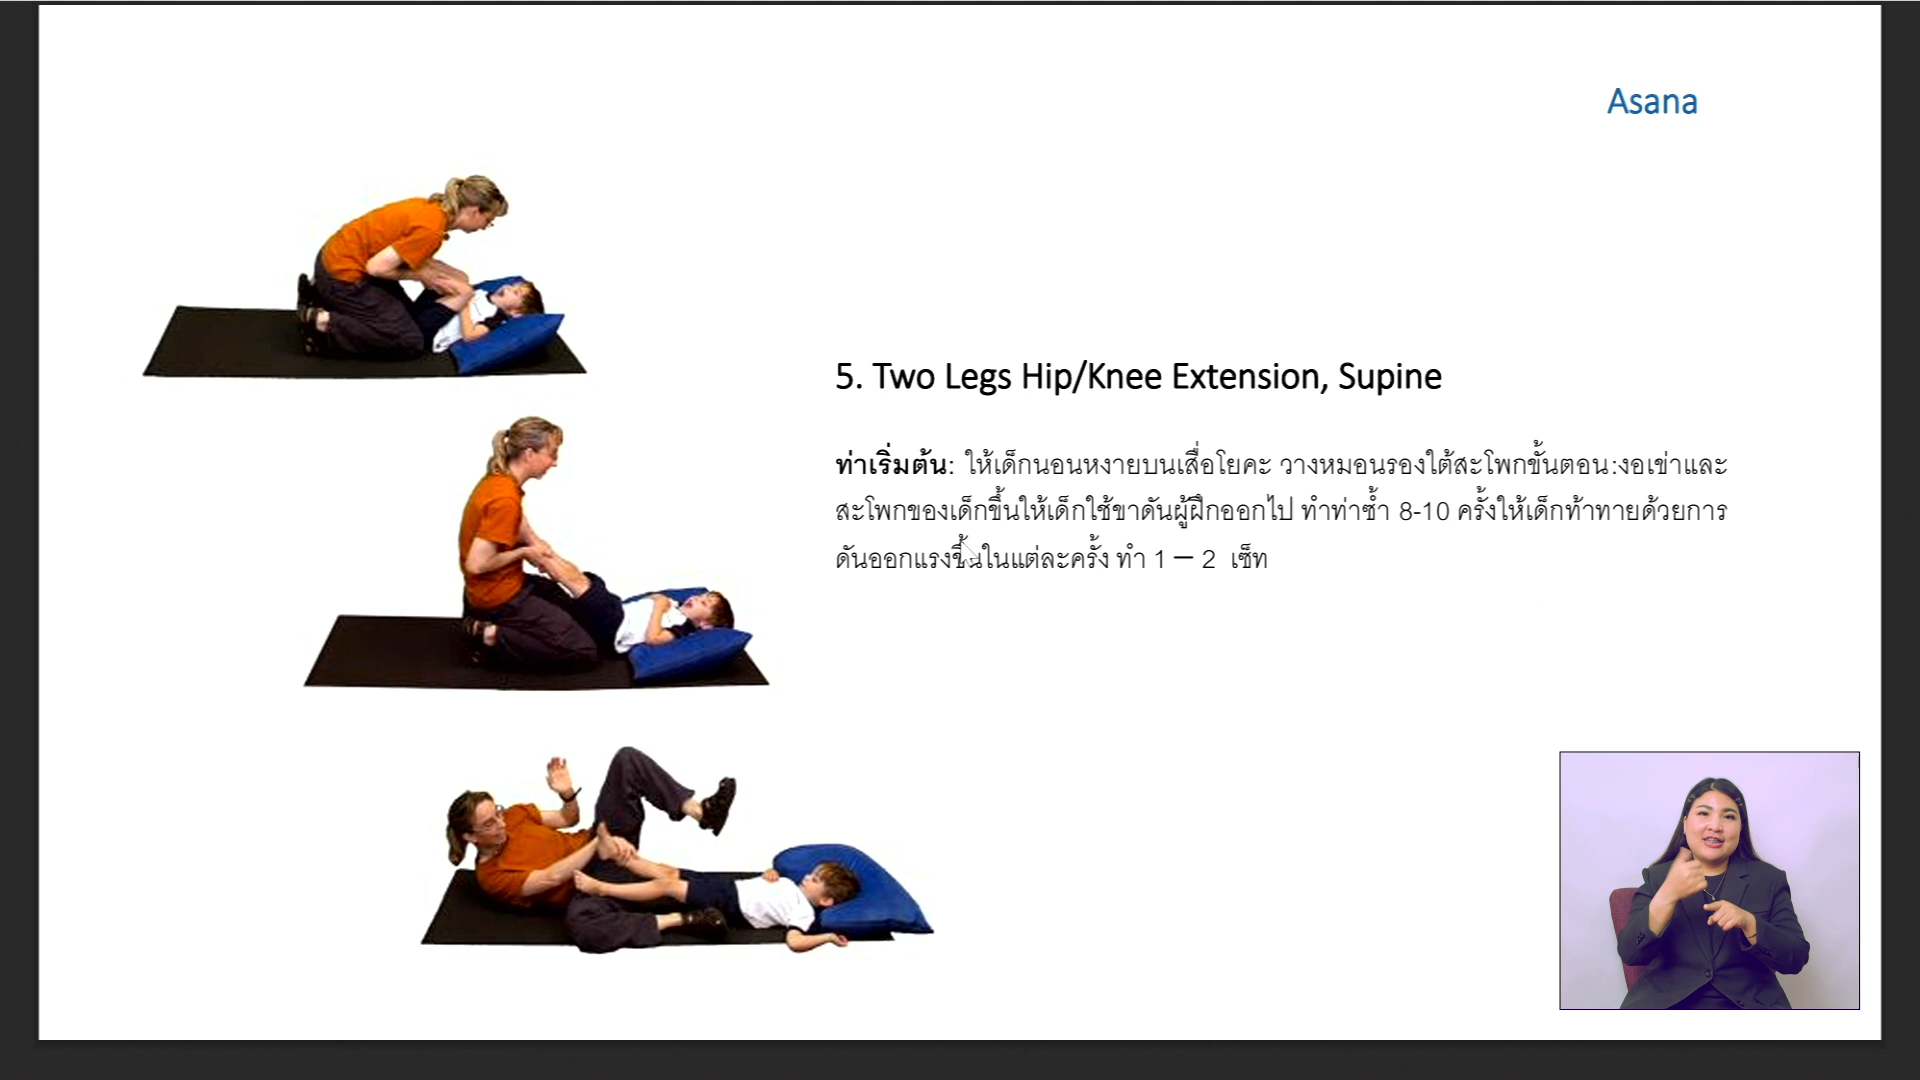 Asana
5. Two Legs Hip/Knee Extension, Supine
ท่าเริ่มต้น: ให้เด็กนอนหงายบนเสื่อโยคะ วางหมอนรองใต้สะโพกขั้นตอน:งอเข่าและ
สะโพกของเด็กขึ้นให้เด็กใช้ขาดันผู้ฝึกออกไป ทำท่าซ้ำ 8-10 ครั้งให้เด็กท้าทายด้วยการ
ดันออกแรงขึ้นในแต่ละครั้ง ทำ 1 – 2 เซ็ท